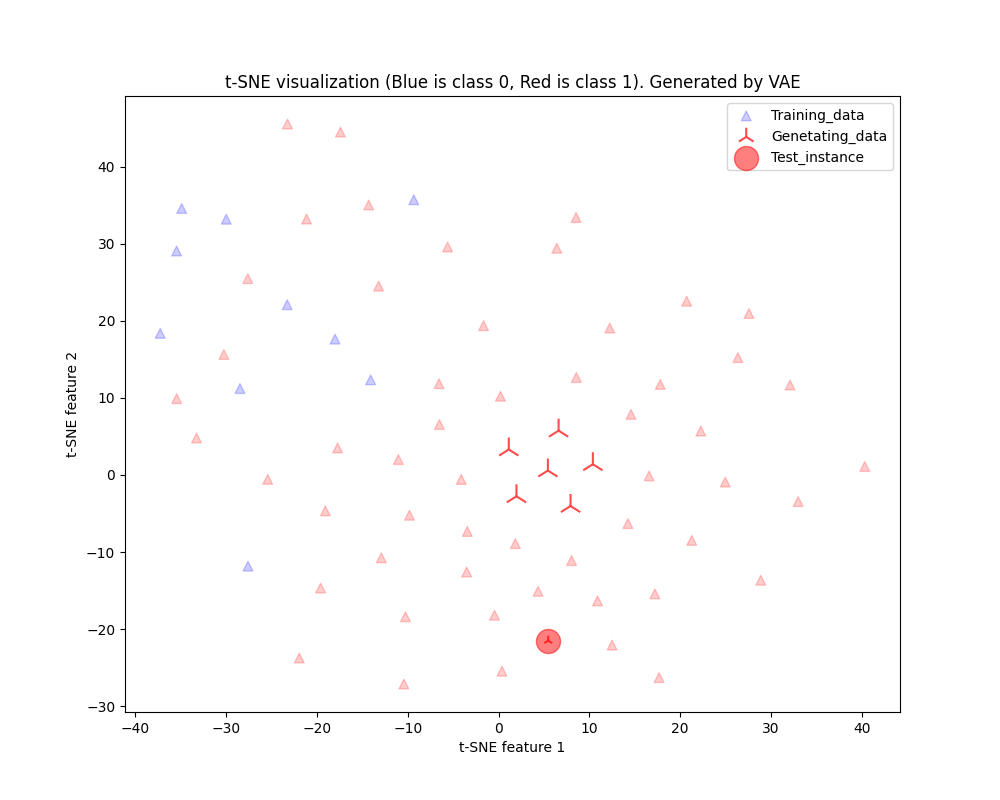 t-SNE visualization (Blue is class 0, Red is class 1). Generated by VAE
Training_data
Genetating_data
Test_instance
40
30
20
10
0
−10
−20
−30
t-SNE feature 2
−40 −30 −20 −10 0 10 20 30 40
t-SNE feature 1